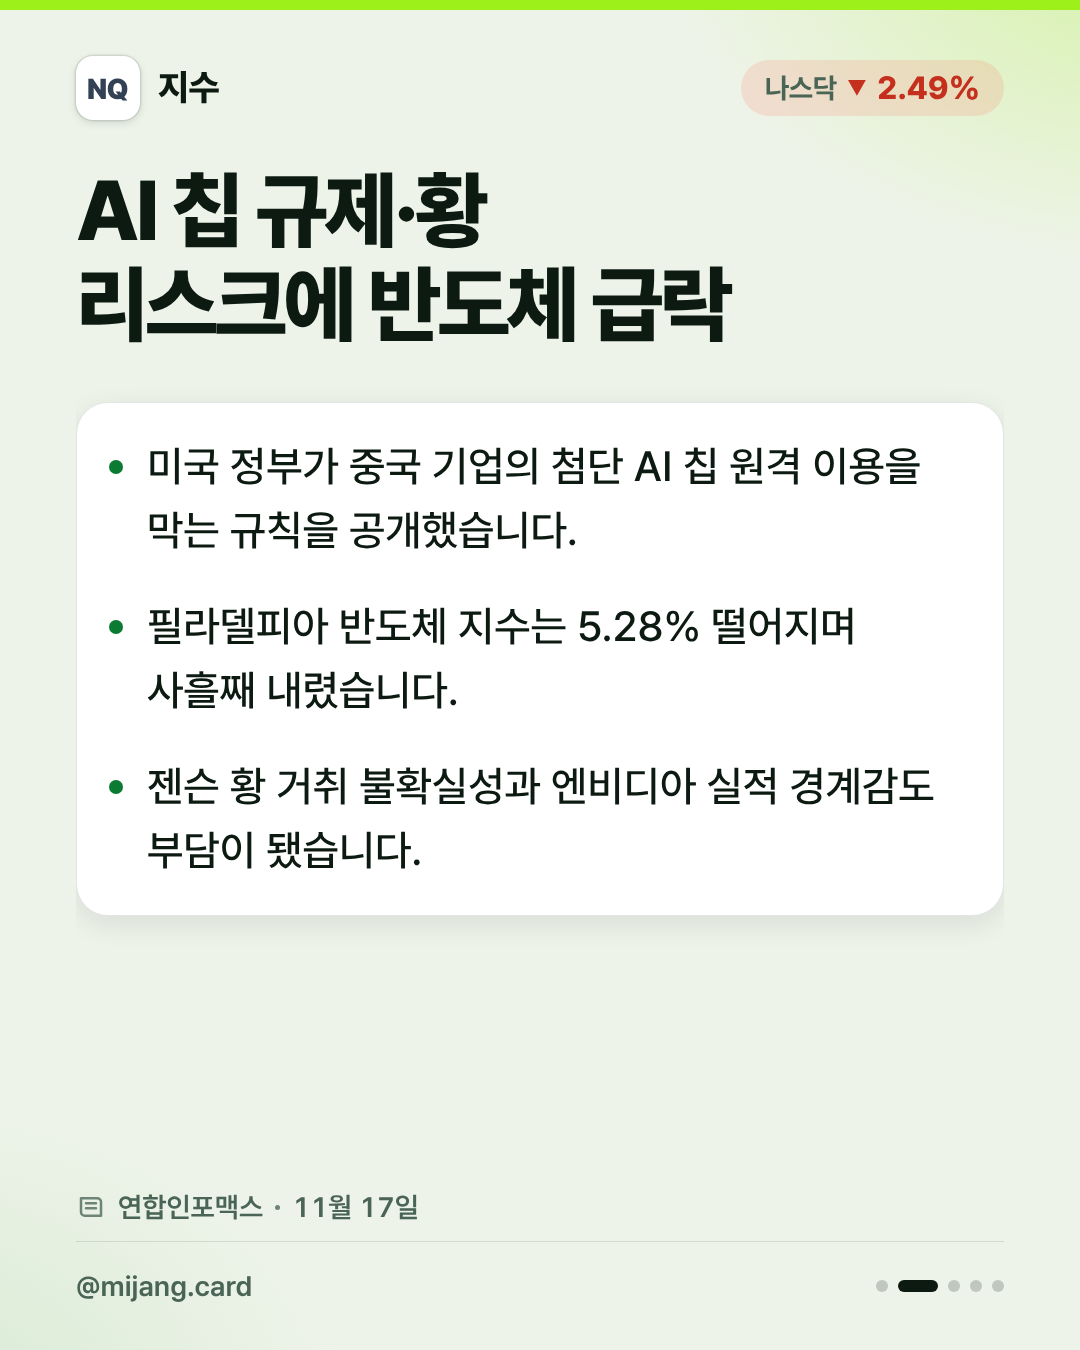 NQ 지수
나스닥 ▼ 2.49%
AI 칩 규제·황
리스크에 반도체 급락
• 미국 정부가 중국 기업의 첨단 AI 칩 원격 이용을
막는 규칙을 공개했습니다.
• 필라델피아 반도체 지수는 5.28% 떨어지며
사흘째 내렸습니다.
• 젠슨 황 거취 불확실성과 엔비디아 실적 경계감도
부담이 됐습니다.
연합인포맥스 · 11월 17일
@mijang.card